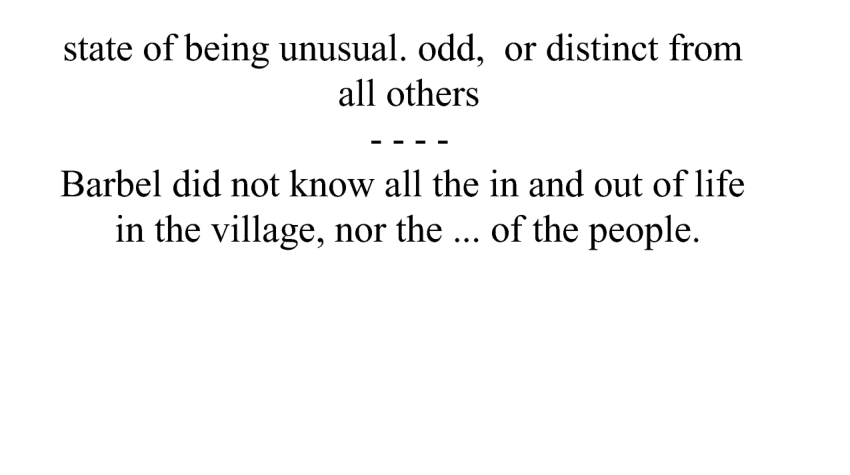 state of being unusual. odd,  or distinct from
all others
- - - -
Barbel did not know all the in and out of life
in the village, nor the ... of the people.